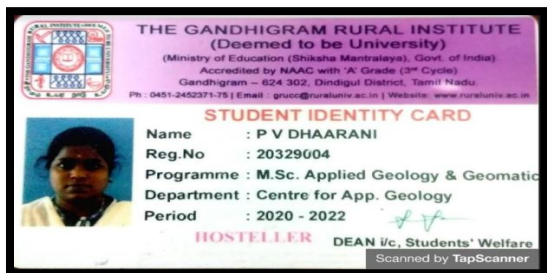 THE GANDHIGRAM RURAL INSTITUTE
(Deemed to be University)
(Ministry of Education (Shiksha Mantralaya), Govt. of India)
Accredited by NAAC with 'A' Grade (3rd Cycle)
Gandhigram – 624 302, Dindigul District, Tamil Nadu.
Ph : 0451-2452371-75 | Email : grucc@ruraluniv.ac.in | Website: www.ruraluniv.ac.in
STUDENT IDENTITY CARD
Name : P V DHAARANI
Reg.No : 20329004
Programme : M.Sc. Applied Geology & Geomatic
Department : Centre for App. Geology
Period : 2020 - 2022
HOSTELLER
DEAN i/c, Students' Welfare
Scanned by TapScanner